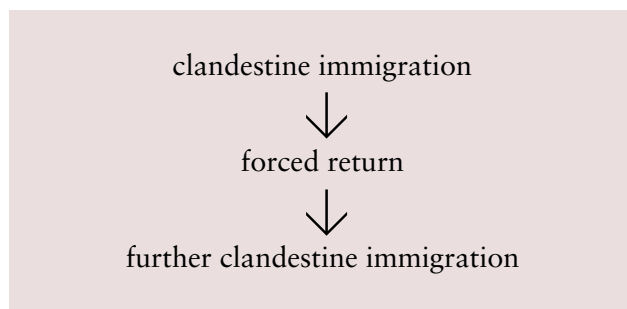 clandestine immigration
forced return
further clandestine immigration